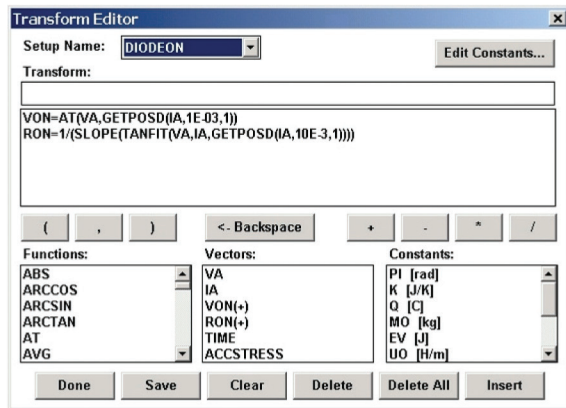 Transform Editor
Setup Name: DIODEON Edit Constants...
Transform:
VON=AT(VA,GETPOSD(IA,1E-03,1))
RON=1/(SLOPE(TANFIT(VA,IA,GETPOSD(IA,10E-3,1))))
( , ) <- Backspace + - * /
Functions: Vectors: Constants:
ABS VA PI [rad]
ARCCOS IA K [J/K]
ARCSIN VON(+) Q [C]
ARCTAN RON(+) MO [kg]
AT TIME EV [J]
AVG ACCSTRESS UO [H/m]
Done Save Clear Delete Delete All Insert